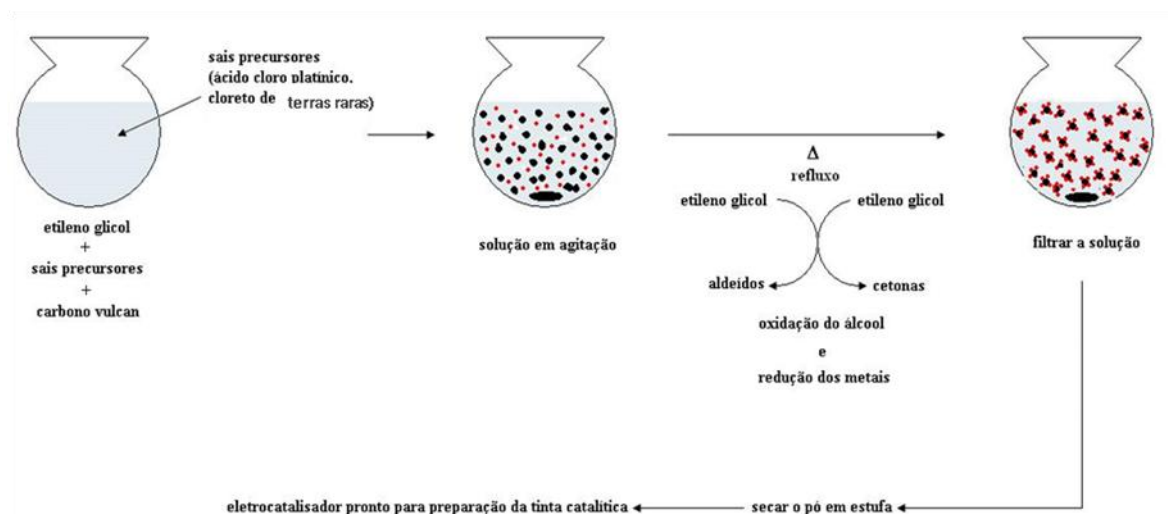 sais precursores
(ácido cloro platínico,
cloreto de terras raras)
etileno glicol
+
sais precursores
+
carbono vulcan
solução em agitação
Δ
refluxo
etileno glicol
etileno glicol
aldeídos
cetonas
oxidação do álcool
e
redução dos metais
filtrar a solução
secar o pó em estufa
eletrocatalisador pronto para preparação da tinta catalítica